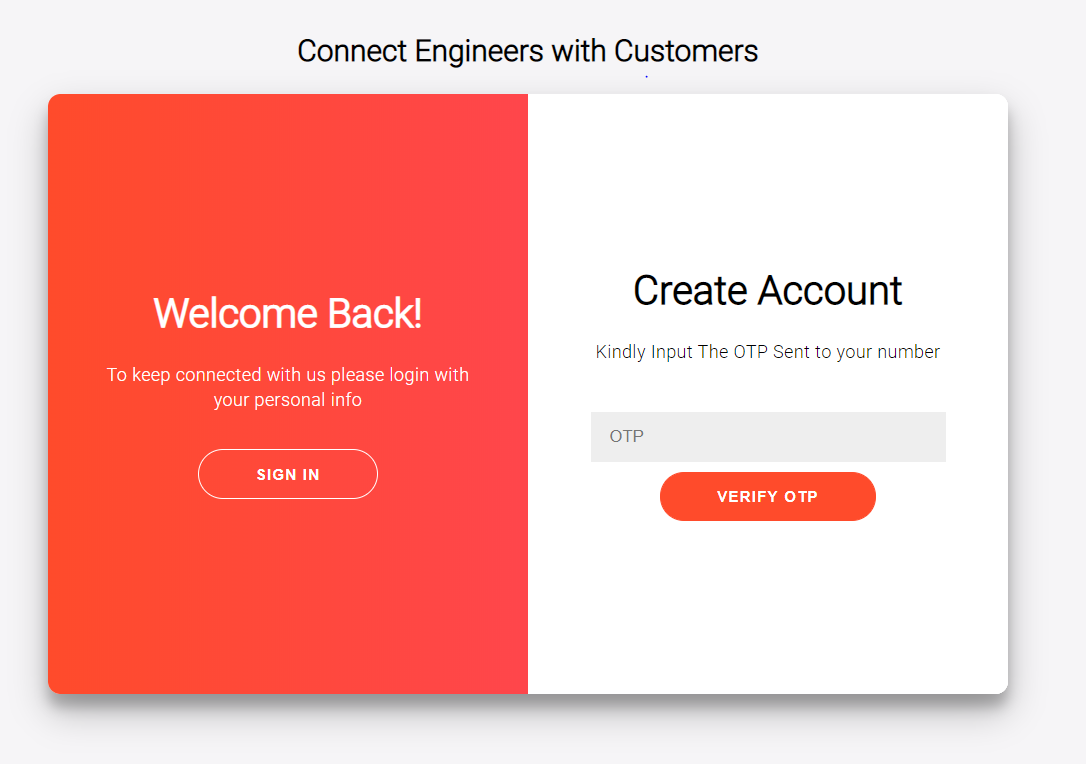 Connect Engineers with Customers
Welcome Back!
To keep connected with us please login with
your personal info
SIGN IN
Create Account
Kindly Input The OTP Sent to your number
OTP
VERIFY OTP